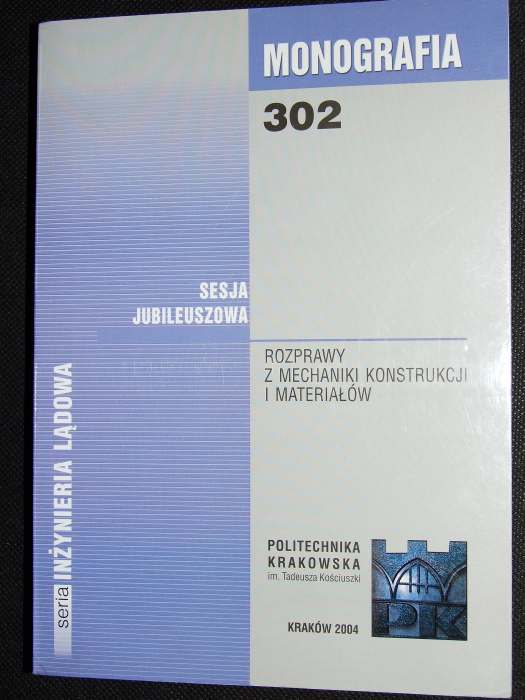 MONOGRAFIA
302
SESJA
JUBILEUSZOWA
ROZPRAWY
Z MECHANIKI KONSTRUKCJI
I MATERIAŁÓW
seria INŻYNIERIA LĄDOWA
POLITECHNIKA
KRAKOWSKA
im. Tadeusza Kościuszki
PK
KRAKÓW 2004